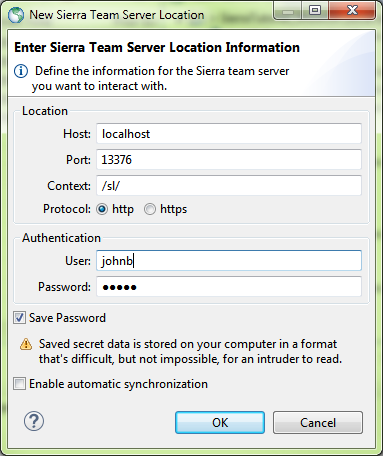 New Sierra Team Server Location
Enter Sierra Team Server Location Information
Define the information for the Sierra team server
you want to interact with.
Location
Host: localhost
Port: 13376
Context: /sl/
Protocol: http https
Authentication
User: johnb
Password: •••••
Save Password
Saved secret data is stored on your computer in a format
that's difficult, but not impossible, for an intruder to read.
Enable automatic synchronization
? OK Cancel